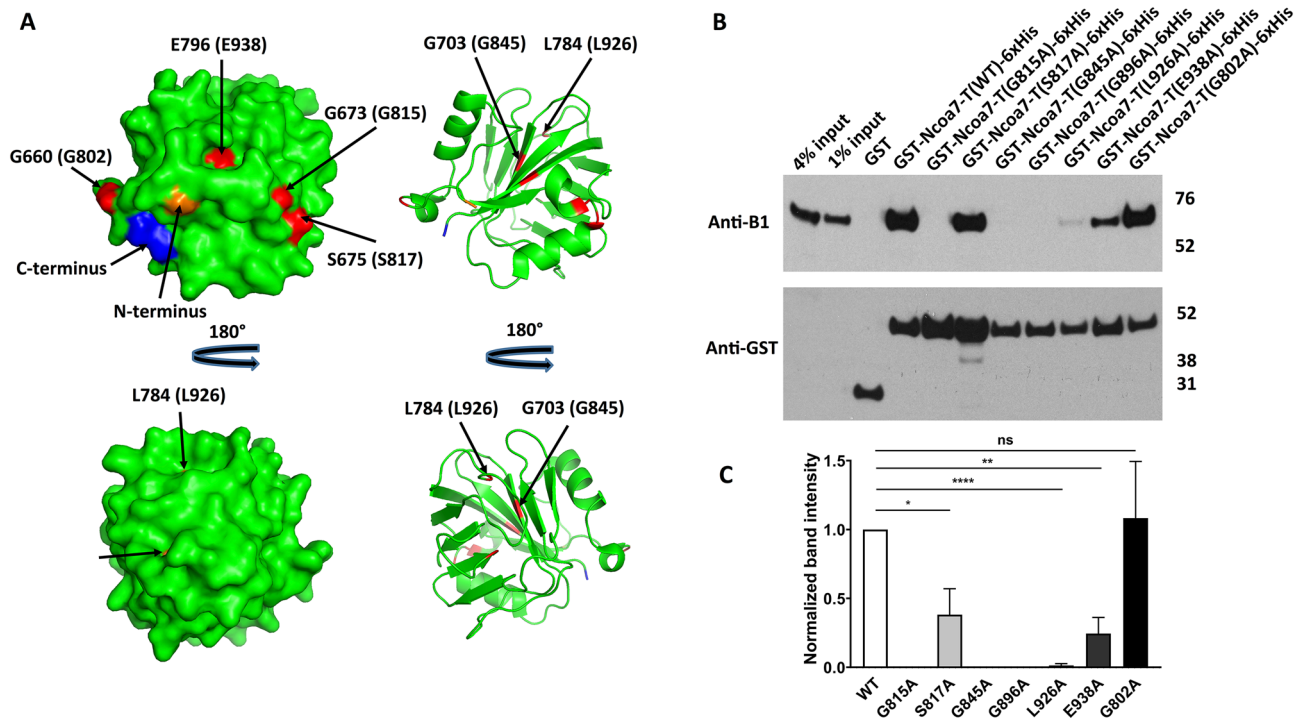 A
E796 (E938)
G673 (G815)
G660 (G802)
C-terminus
N-terminus
S675 (S817)
G703 (G845)
L784 (L926)
180°
180°
L784 (L926)
L784 (L926)
G703 (G845)
B
4% input
1% input
GST
GST-Ncoa7-T(WT)-6xHis
GST-Ncoa7-T(G815A)-6xHis
GST-Ncoa7-T(S817A)-6xHis
GST-Ncoa7-T(G845A)-6xHis
GST-Ncoa7-T(G896A)-6xHis
GST-Ncoa7-T(L926A)-6xHis
GST-Ncoa7-T(E938A)-6xHis
GST-Ncoa7-T(G802A)-6xHis
Anti-B1
76
52
Anti-GST
52
38
31
C
Normalized band intensity
1.5
1.0
0.5
0.0
ns
**
****
*
WT
G815A
S817A
G845A
G896A
L926A
E938A
G802A